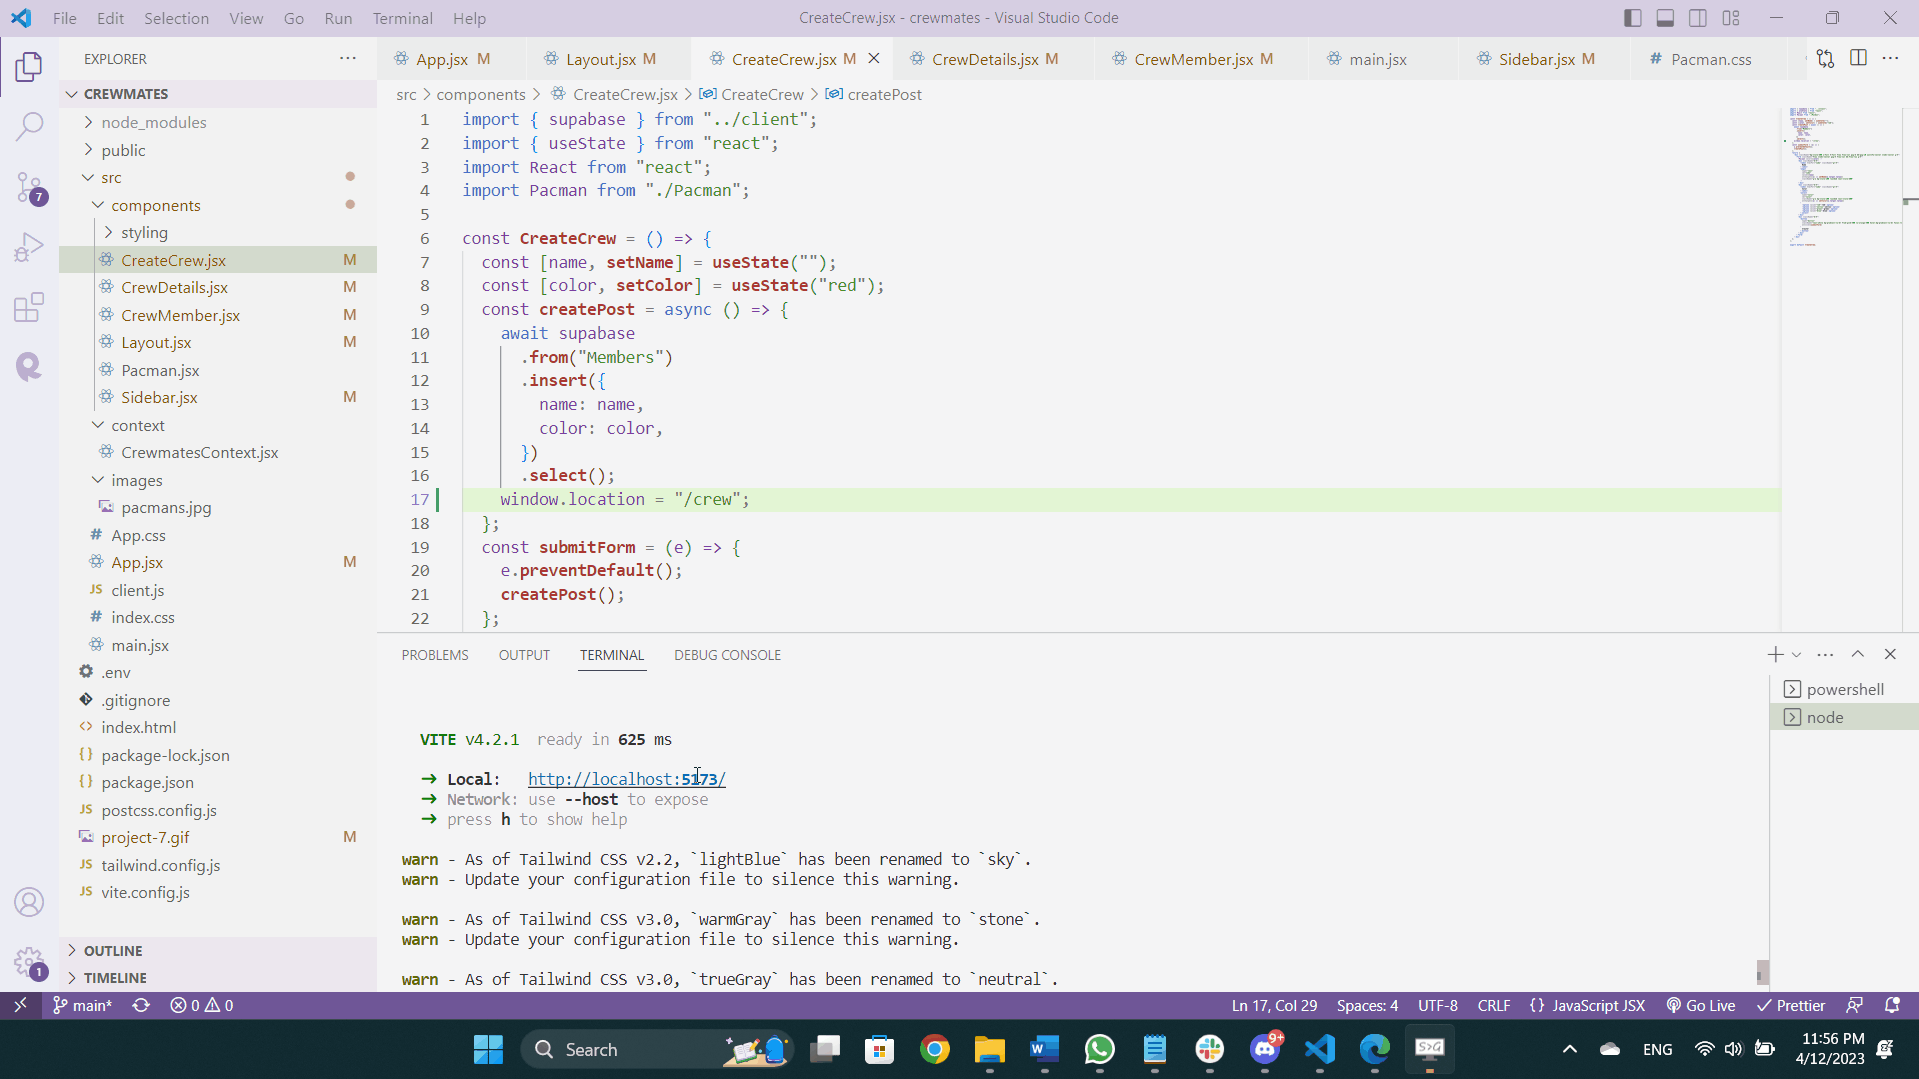 File Edit Selection View Go Run Terminal Help
CreateCrew.jsx - crewmates - Visual Studio Code
EXPLORER
App.jsx M
Layout.jsx M
CreateCrew.jsx M
CrewDetails.jsx M
CrewMember.jsx M
main.jsx
Sidebar.jsx M
# Pacman.css
CREWMATES
node_modules
public
src
components
styling
CreateCrew.jsx M
CrewDetails.jsx M
CrewMember.jsx M
Layout.jsx M
Pacman.jsx
Sidebar.jsx M
context
CrewmatesContext.jsx
images
pacmans.jpg
# App.css
App.jsx M
JS client.js
# index.css
main.jsx
.env
.gitignore
<> index.html
{} package-lock.json
{} package.json
JS postcss.config.js
project-7.gif M
JS tailwind.config.js
JS vite.config.js
OUTLINE
TIMELINE
7
1
src > components > CreateCrew.jsx > CreateCrew > createPost
1 import { supabase } from "../client";
2 import { useState } from "react";
3 import React from "react";
4 import Pacman from "./Pacman";
5
6 const CreateCrew = () => {
7 const [name, setName] = useState("");
8 const [color, setColor] = useState("red");
9 const createPost = async () => {
10 await supabase
11 .from("Members")
12 .insert({
13 name: name,
14 color: color,
15 })
16 .select();
17 window.location = "/crew";
18 };
19 const submitForm = (e) => {
20 e.preventDefault();
21 createPost();
22 };
PROBLEMS OUTPUT TERMINAL DEBUG CONSOLE
powershell
node
VITE v4.2.1 ready in 625 ms
➜ Local: http://localhost:5173/
➜ Network: use --host to expose
➜ press h to show help
warn - As of Tailwind CSS v2.2, `lightBlue` has been renamed to `sky`.
warn - Update your configuration file to silence this warning.
warn - As of Tailwind CSS v3.0, `warmGray` has been renamed to `stone`.
warn - Update your configuration file to silence this warning.
warn - As of Tailwind CSS v3.0, `trueGray` has been renamed to `neutral`.
main* 0 0
Ln 17, Col 29 Spaces: 4 UTF-8 CRLF {} JavaScript JSX Go Live Prettier
Search
W
9+
S>G
ENG
11:56 PM
4/12/2023